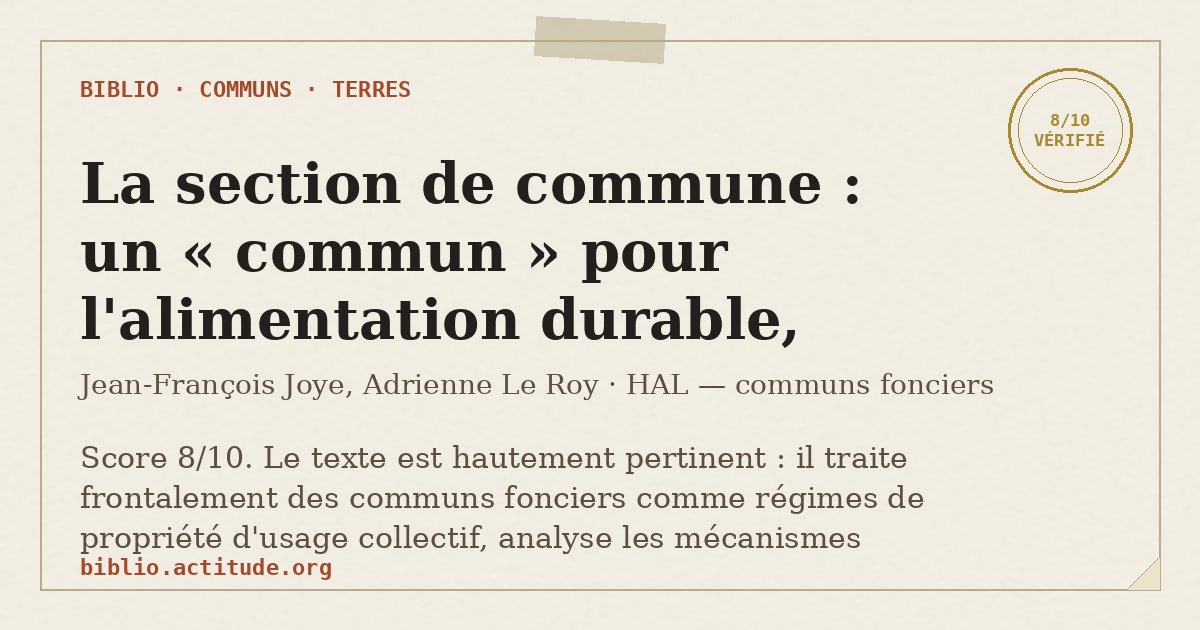 BIBLIO · COMMUNS · TERRES
8/10
VÉRIFIÉ
La section de commune :
un « commun » pour
l'alimentation durable,
Jean-François Joye, Adrienne Le Roy · HAL — communs fonciers
Score 8/10. Le texte est hautement pertinent : il traite
frontalement des communs fonciers comme régimes de
propriété d'usage collectif, analyse les mécanismes
biblio.actitude.org